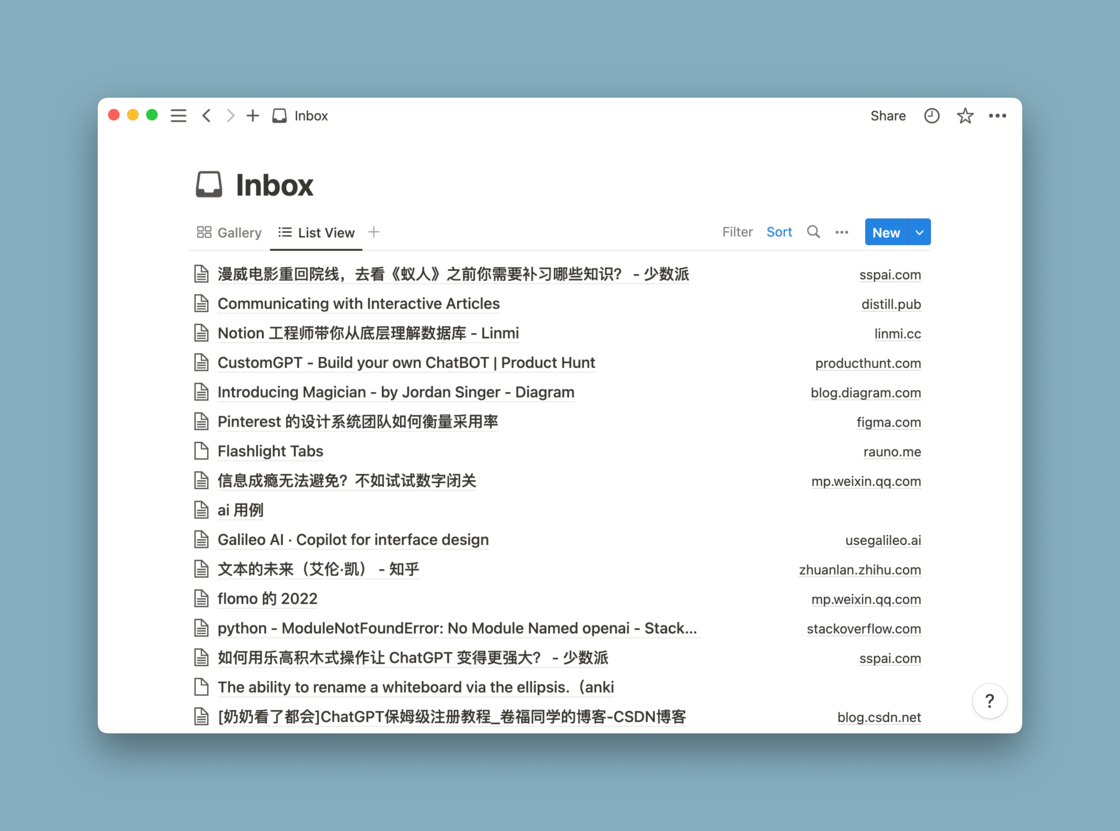 Inbox
Share
Inbox
Gallery
List View
Filter
Sort
New
漫威电影重回院线，去看《蚁人》之前你需要补习哪些知识？ - 少数派 sspai.com
Communicating with Interactive Articles distill.pub
Notion 工程师带你从底层理解数据库 - Linmi linmi.cc
CustomGPT - Build your own ChatBOT | Product Hunt producthunt.com
Introducing Magician - by Jordan Singer - Diagram blog.diagram.com
Pinterest 的设计系统团队如何衡量采用率 figma.com
Flashlight Tabs rauno.me
信息成瘾无法避免？不如试试数字闭关 mp.weixin.qq.com
ai 用例
Galileo AI · Copilot for interface design usegalileo.ai
文本的未来（艾伦·凯） - 知乎 zhuanlan.zhihu.com
flomo 的 2022 mp.weixin.qq.com
python - ModuleNotFoundError: No Module Named openai - Stack... stackoverflow.com
如何用乐高积木式操作让 ChatGPT 变得更强大？ - 少数派 sspai.com
The ability to rename a whiteboard via the ellipsis.（anki
[奶奶看了都会]ChatGPT保姆级注册教程_卷福同学的博客-CSDN博客 blog.csdn.net
?